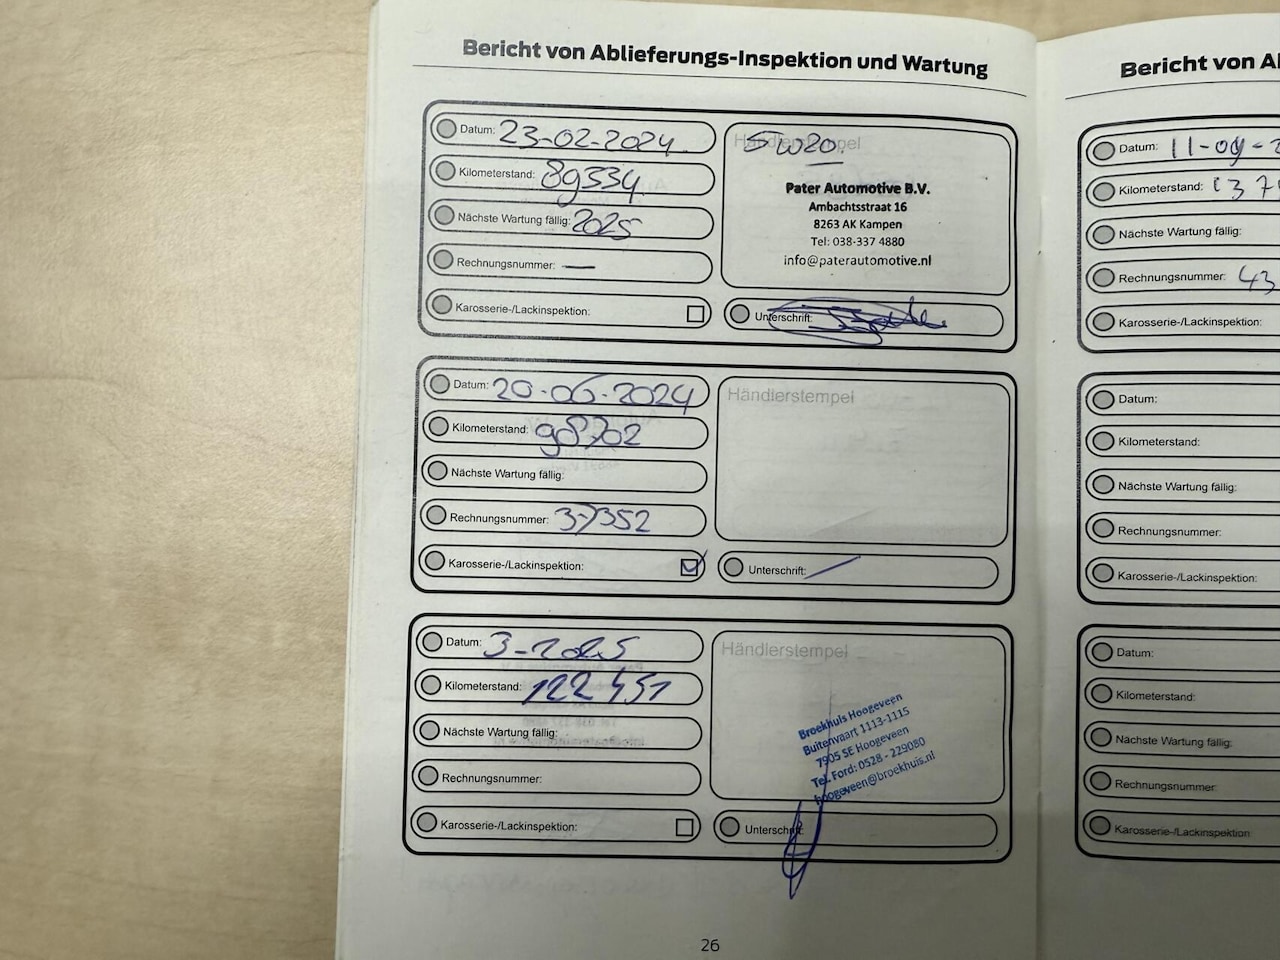 Bericht von Ablieferungs-Inspektion und Wartung
Datum: 23-02-2024
Kilometerstand: 89334
Nächste Wartung fällig: 2025
Rechnungsnummer: —
Karosserie-/Lackinspektion:
Händlerstempel
Pater Automotive B.V.
Ambachtsstraat 16
8263 AK Kampen
Tel: 038-337 4880
info@paterautomotive.nl
Unterschrift:
Datum: 20-06-2024
Kilometerstand: 98702
Nächste Wartung fällig:
Rechnungsnummer: 37352
Karosserie-/Lackinspektion:
Händlerstempel
Unterschrift:
Datum: 3-2025
Kilometerstand: 122451
Nächste Wartung fällig:
Rechnungsnummer:
Karosserie-/Lackinspektion:
Händlerstempel
Broekhuis Hoogeveen
Buitenvaart 1113-1115
7905 SE Hoogeveen
Tel. Ford: 0528 - 229080
hoogeveen@broekhuis.nl
Unterschrift:
26
Bericht von
Datum: 11-09-
Kilometerstand:
Nächste Wartung fällig:
Rechnungsnummer: 43
Karosserie-/Lackinspektion:
Datum:
Kilometerstand:
Nächste Wartung fällig:
Rechnungsnummer:
Karosserie-/Lackinspektion:
Datum:
Kilometerstand:
Nächste Wartung fällig:
Rechnungsnummer
Karosserie-/Lackinspektion